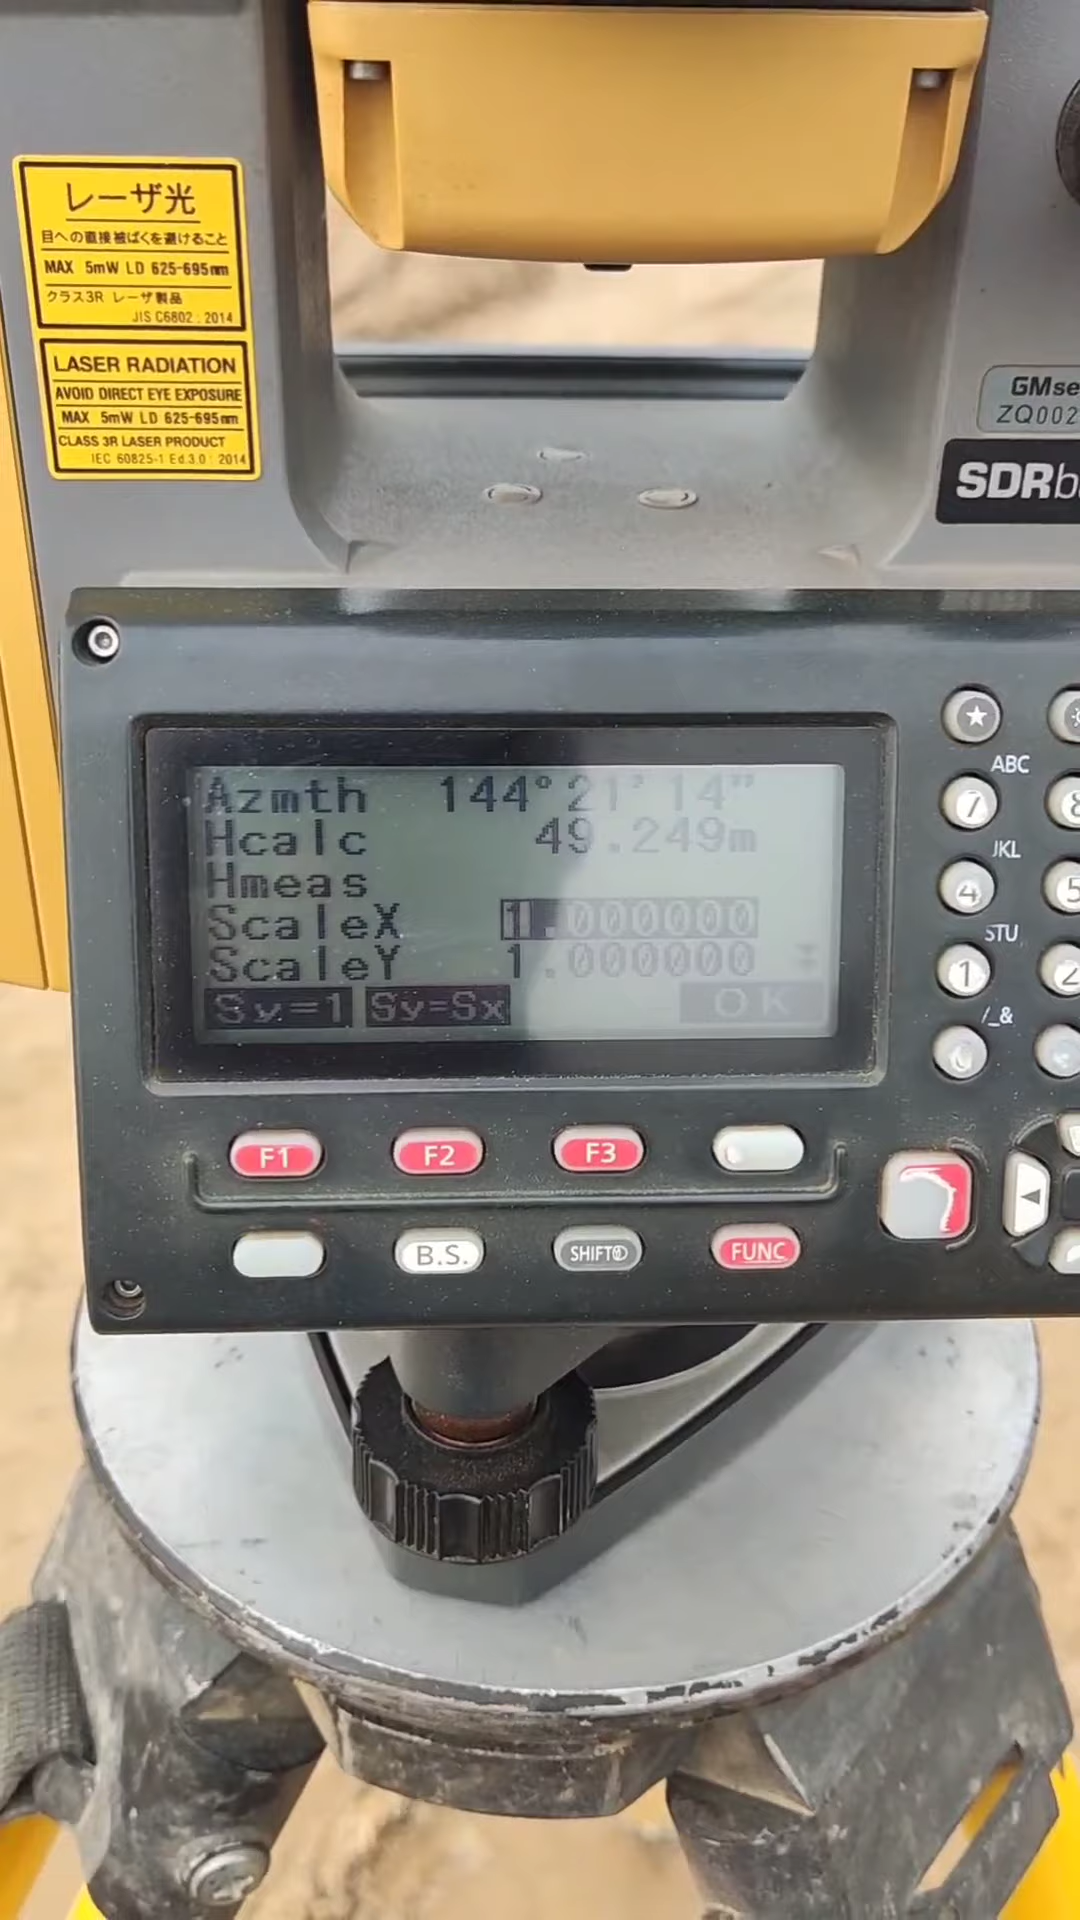 レーザ光
目への直接被ばくを避けること
MAX 5mW LD 625-695nm
クラス3R レーザ製品
JIS C6802 : 2014
LASER RADIATION
AVOID DIRECT EYE EXPOSURE
MAX 5mW LD 625-695nm
CLASS 3R LASER PRODUCT
IEC 60825-1 Ed.3.0 : 2014
GMse
ZQ002
SDRb
Azmth 144°21'14"
Hcalc 49.249m
Hmeas
ScaleX 1.000000
ScaleY 1.000000
Sy=1 Sy=Sx OK
ABC
7 8
JKL
4 5
STU
1 2
/_&
F1 F2 F3
B.S. SHIFT FUNC